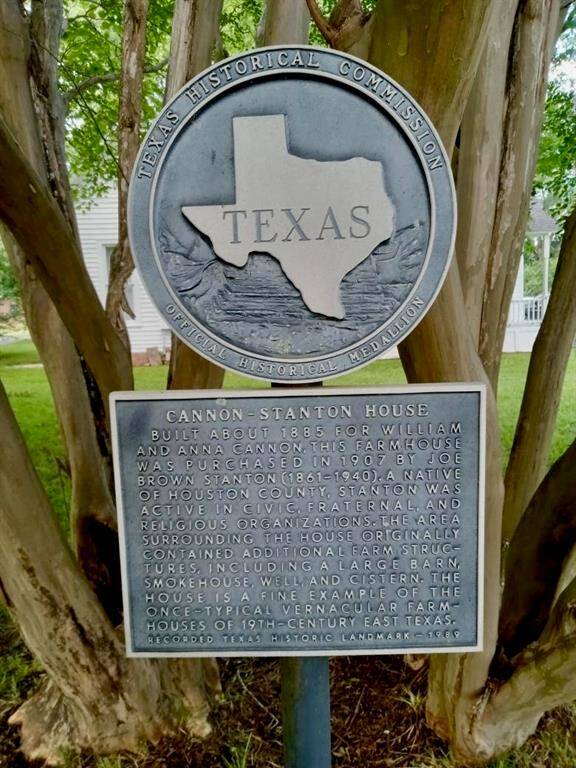 TEXAS HISTORICAL COMMISSION
TEXAS
OFFICIAL HISTORICAL MEDALLION
CANNON-STANTON HOUSE
BUILT ABOUT 1885 FOR WILLIAM
AND ANNA CANNON, THIS FARMHOUSE
WAS PURCHASED IN 1907 BY JOE
BROWN STANTON (1861-1940). A NATIVE
OF HOUSTON COUNTY, STANTON WAS
ACTIVE IN CIVIC, FRATERNAL, AND
RELIGIOUS ORGANIZATIONS. THE AREA
SURROUNDING THE HOUSE ORIGINALLY
CONTAINED ADDITIONAL FARM STRUC-
TURES, INCLUDING A LARGE BARN,
SMOKEHOUSE, WELL, AND CISTERN. THE
HOUSE IS A FINE EXAMPLE OF THE
ONCE-TYPICAL VERNACULAR FARM-
HOUSES OF 19TH-CENTURY EAST TEXAS.
RECORDED TEXAS HISTORIC LANDMARK - 1989